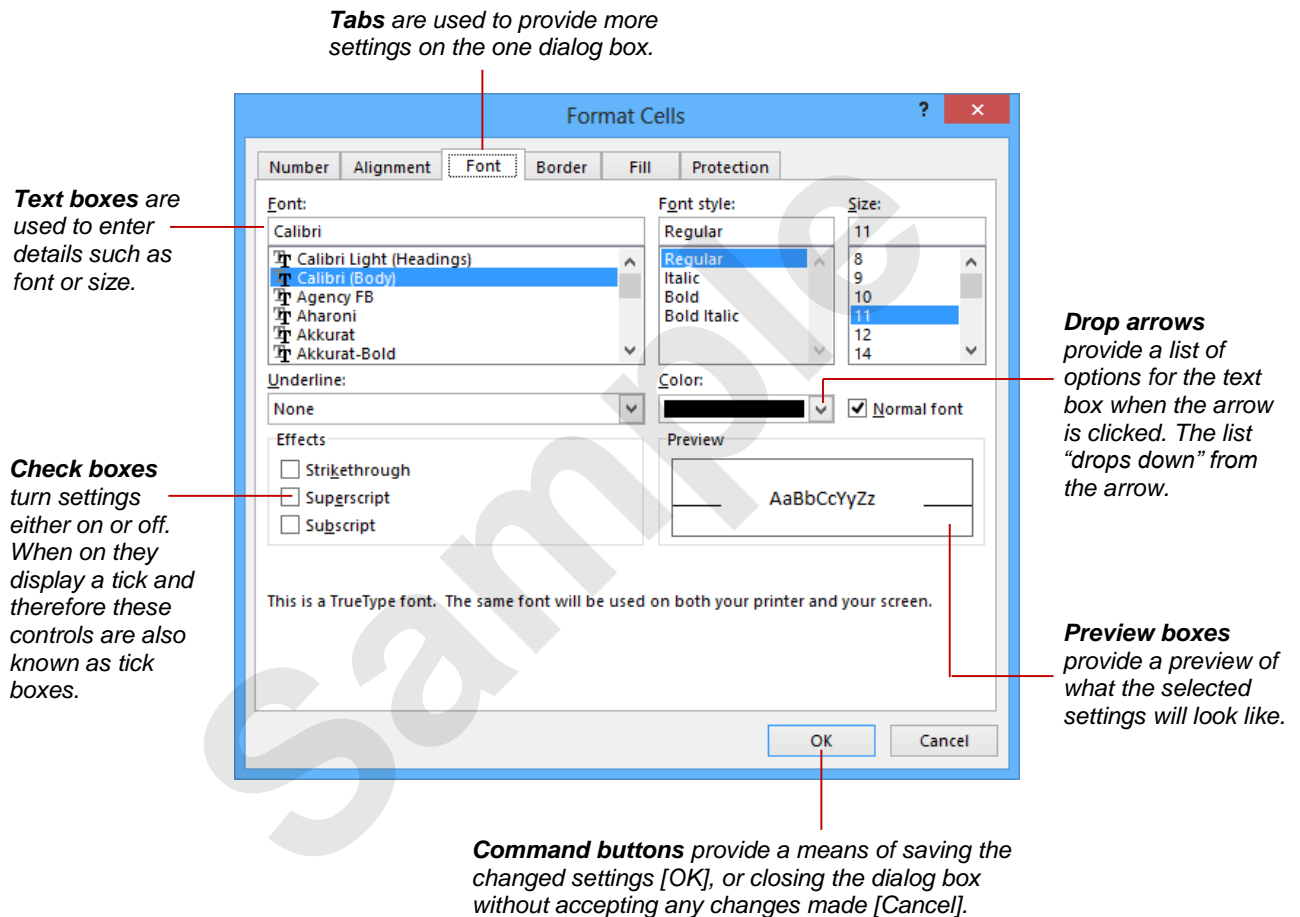 Tabs are used to provide more
settings on the one dialog box.
Format Cells
?
×
Number
Alignment
Font
Border
Fill
Protection
Text boxes are
used to enter
details such as
font or size.
Font:
Calibri
Calibri Light (Headings)
Calibri (Body)
Agency FB
Aharoni
Akkurat
Akkurat-Bold
Font style:
Regular
Regular
Italic
Bold
Bold Italic
Size:
11
8
9
10
11
12
14
Drop arrows
provide a list of
options for the text
box when the arrow
is clicked. The list
“drops down” from
the arrow.
Underline:
None
Color:
Normal font
Check boxes
turn settings
either on or off.
When on they
display a tick and
therefore these
controls are also
known as tick
boxes.
Effects
Strikethrough
Superscript
Subscript
Preview
AaBbCcYyZz
This is a TrueType font.  The same font will be used on both your printer and your screen.
Preview boxes
provide a preview of
what the selected
settings will look like.
OK
Cancel
Command buttons provide a means of saving the
changed settings [OK], or closing the dialog box
without accepting any changes made [Cancel].
Sample